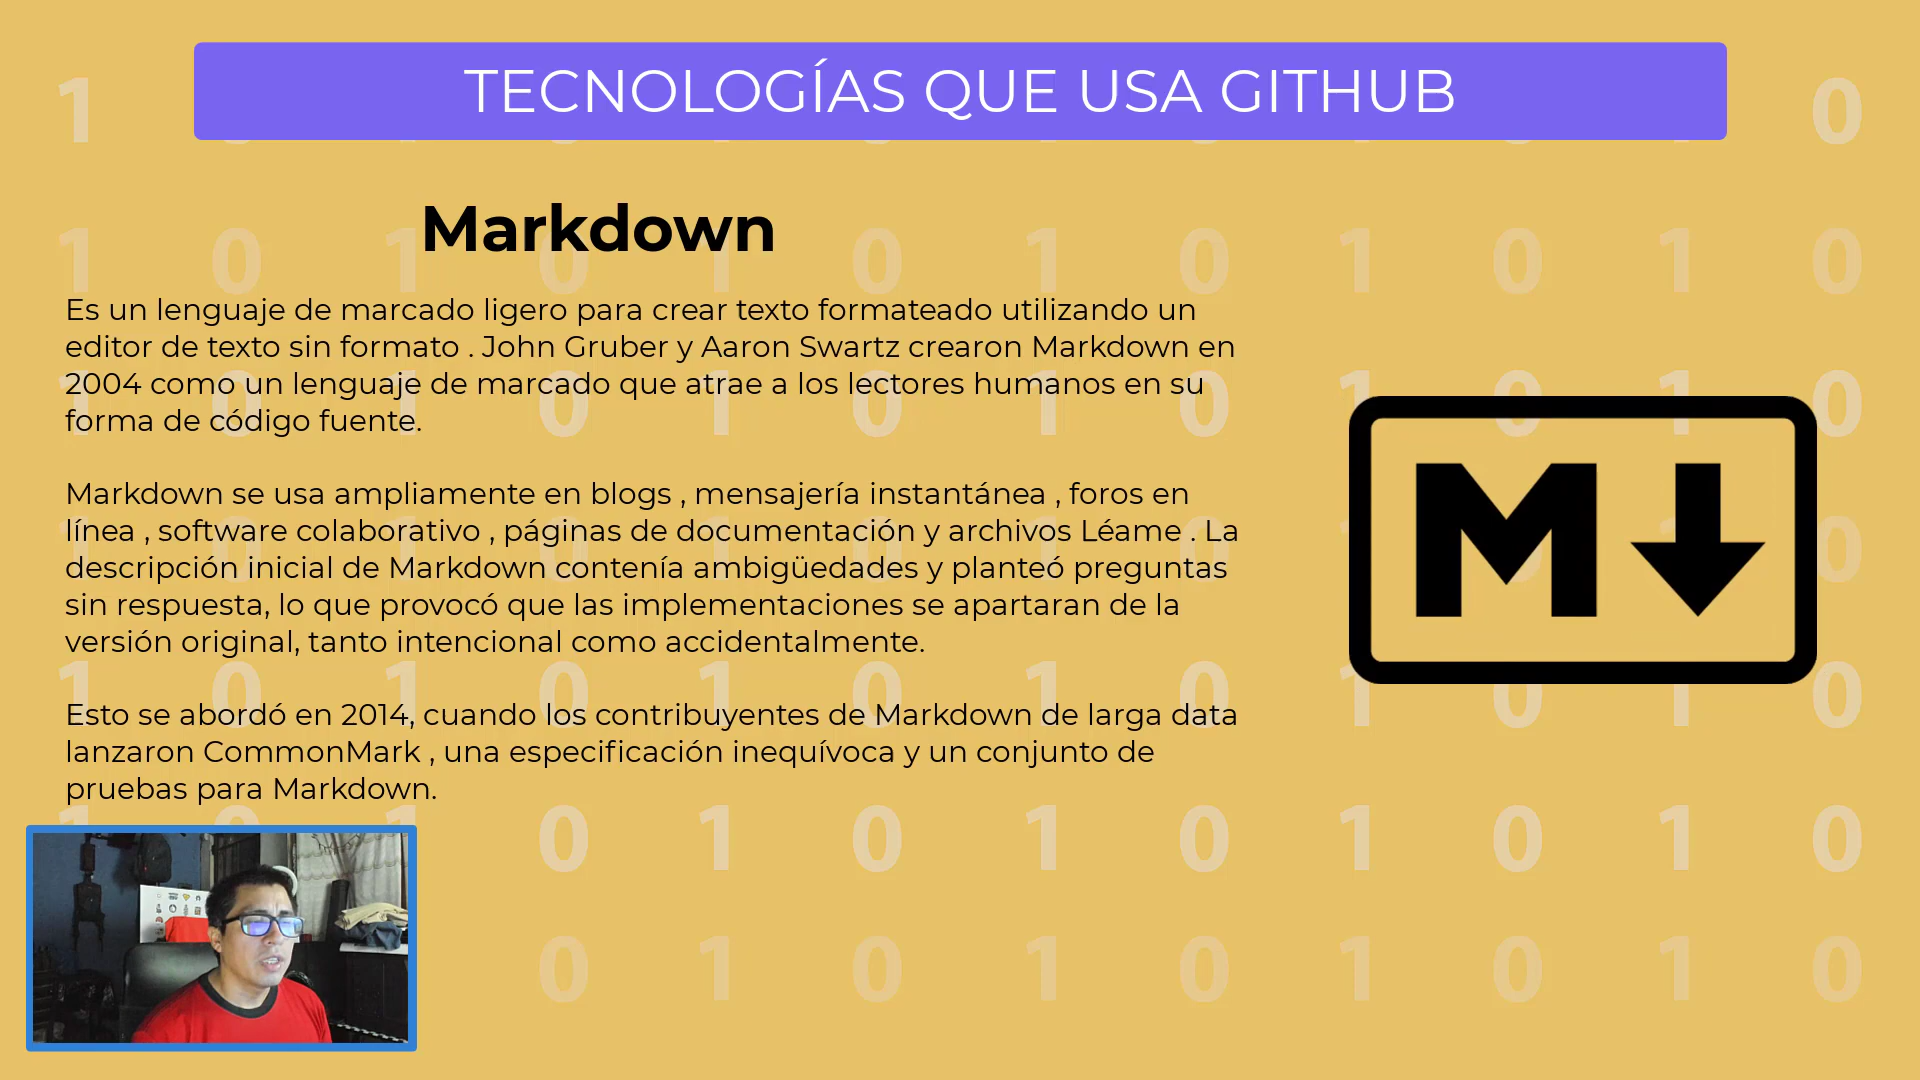 TECNOLOGÍAS QUE USA GITHUB
Markdown
Es un lenguaje de marcado ligero para crear texto formateado utilizando un
editor de texto sin formato . John Gruber y Aaron Swartz crearon Markdown en
2004 como un lenguaje de marcado que atrae a los lectores humanos en su
forma de código fuente.
Markdown se usa ampliamente en blogs , mensajería instantánea , foros en
línea , software colaborativo , páginas de documentación y archivos Léame . La
descripción inicial de Markdown contenía ambigüedades y planteó preguntas
sin respuesta, lo que provocó que las implementaciones se apartaran de la
versión original, tanto intencional como accidentalmente.
Esto se abordó en 2014, cuando los contribuyentes de Markdown de larga data
lanzaron CommonMark , una especificación inequívoca y un conjunto de
pruebas para Markdown.
M